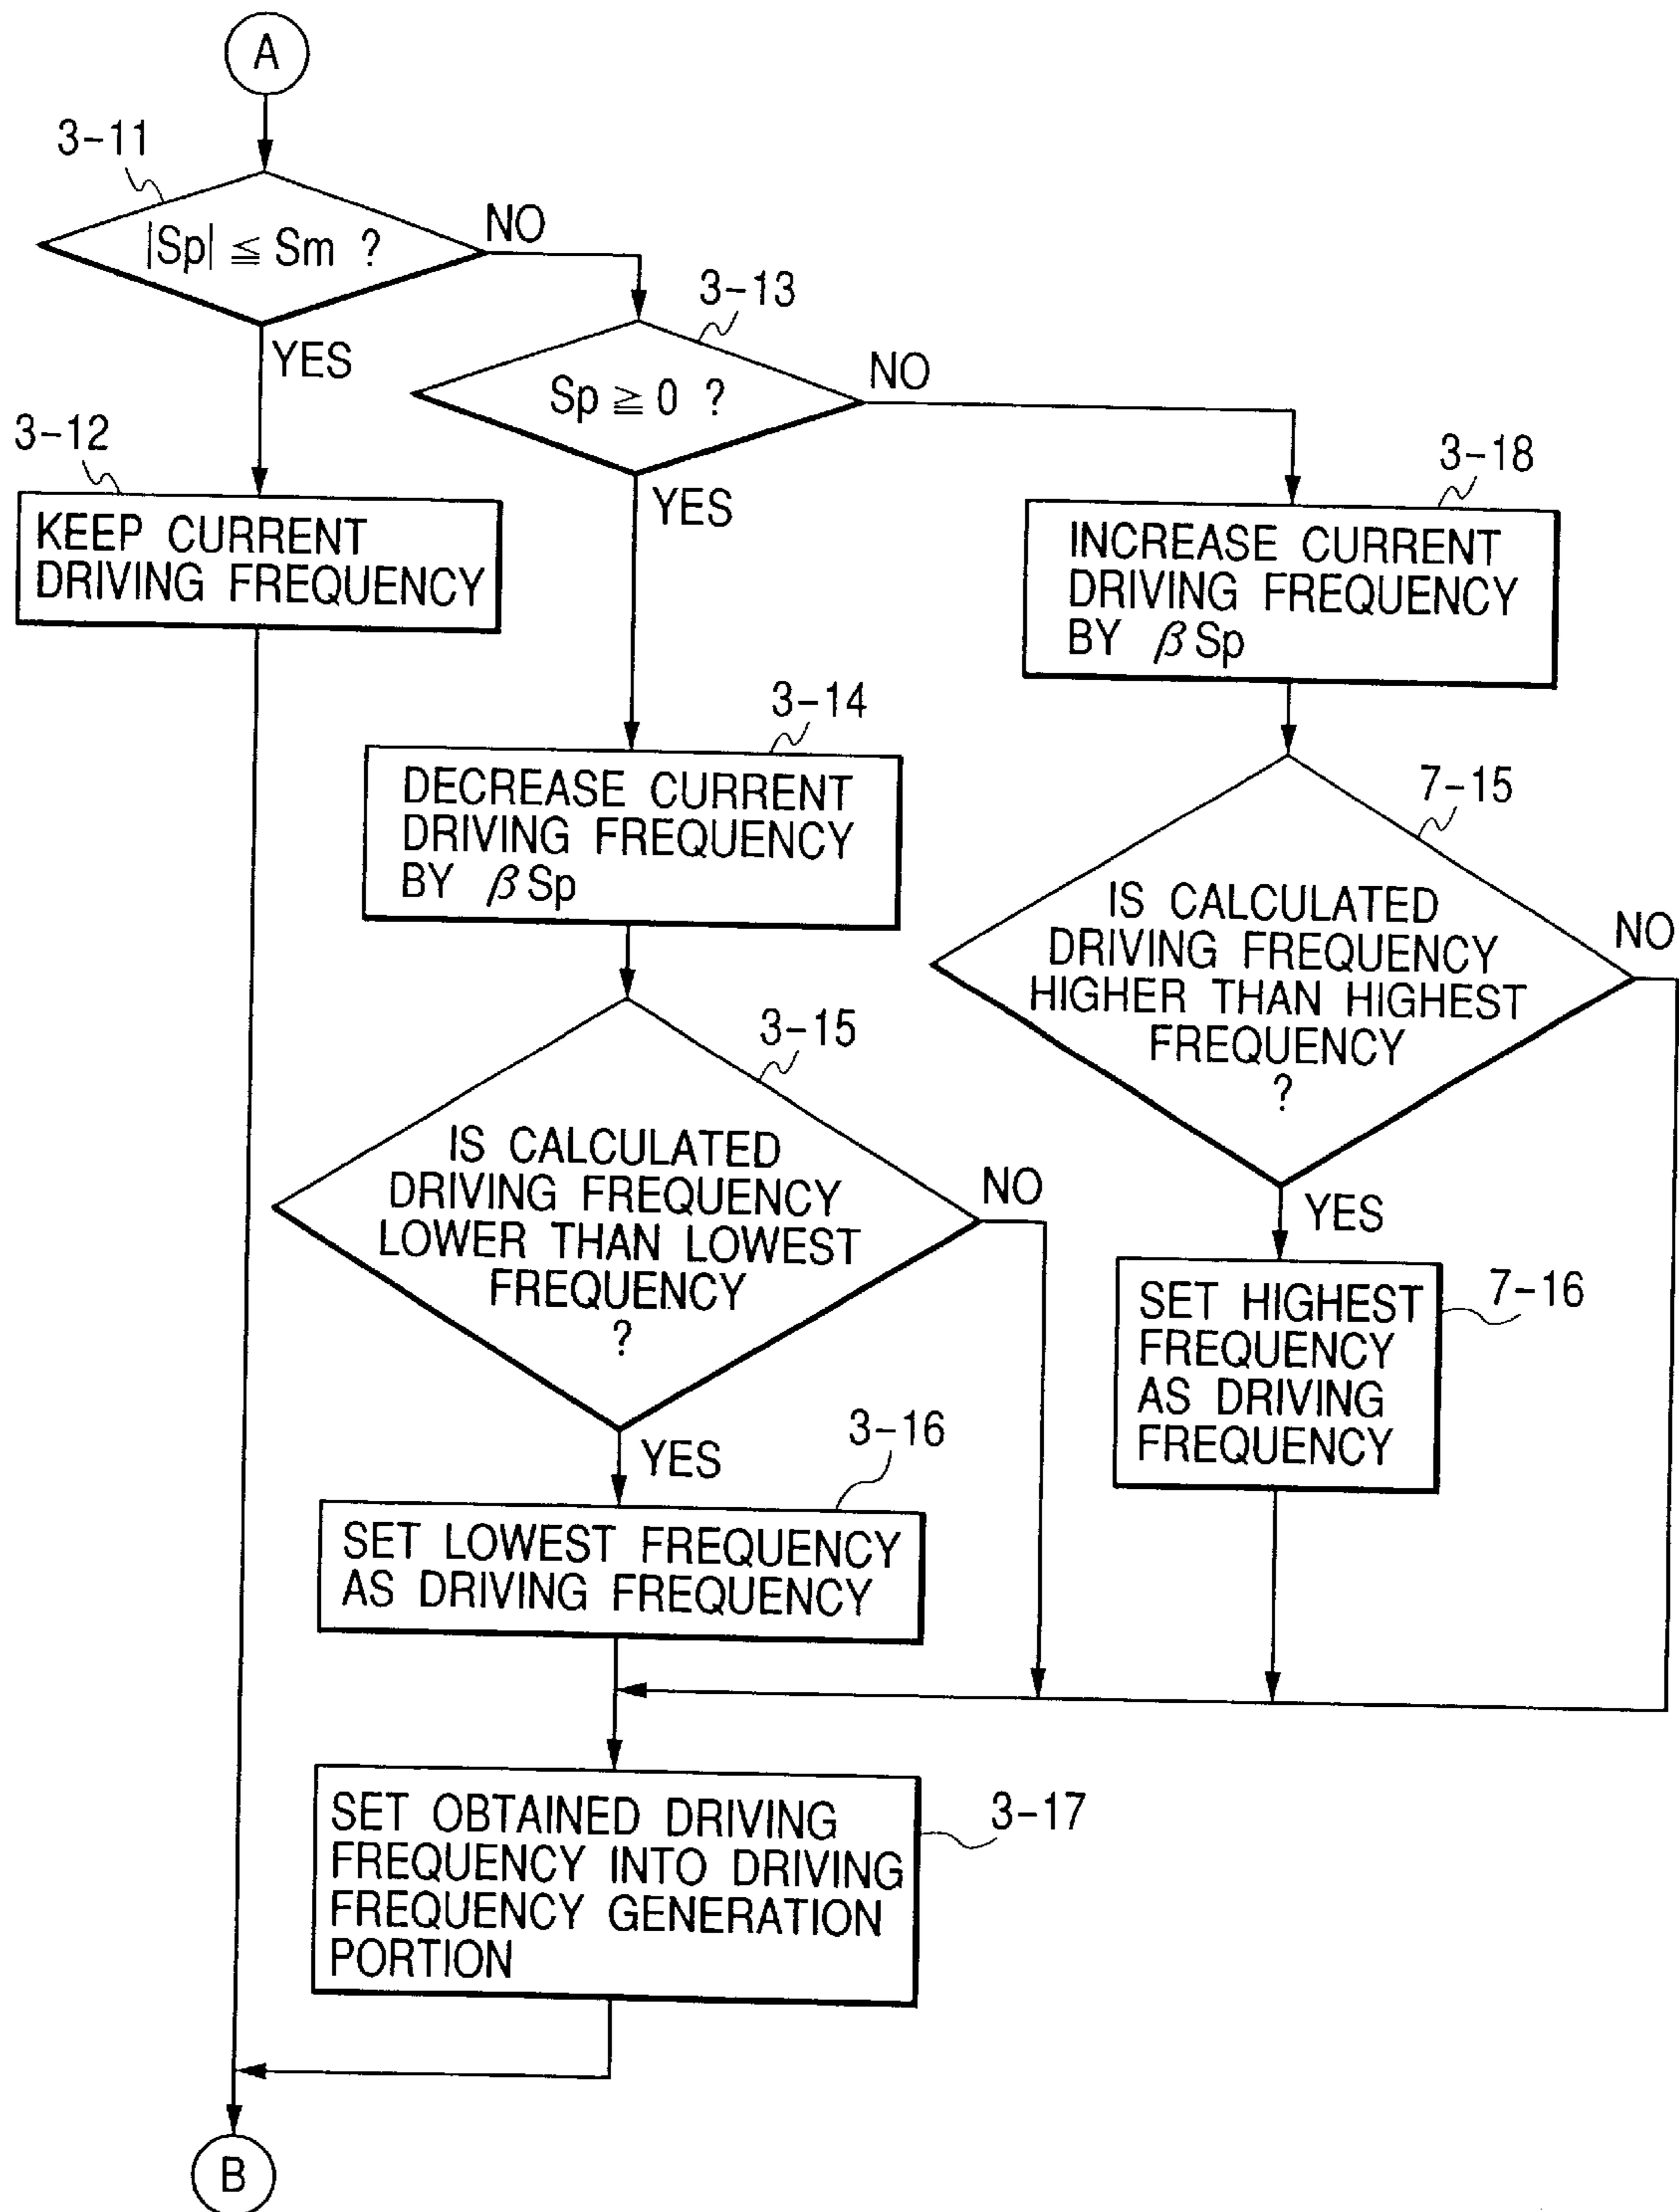 A
3-11
|Sp| ≦ Sm ?
NO
YES
3-13
Sp ≧ 0 ?
NO
YES
3-12
KEEP CURRENT
DRIVING FREQUENCY
3-18
INCREASE CURRENT
DRIVING FREQUENCY
BY βSp
3-14
DECREASE CURRENT
DRIVING FREQUENCY
BY βSp
7-15
IS CALCULATED
DRIVING FREQUENCY
HIGHER THAN HIGHEST
FREQUENCY
?
NO
YES
3-15
IS CALCULATED
DRIVING FREQUENCY
LOWER THAN LOWEST
FREQUENCY
?
NO
YES
7-16
SET HIGHEST
FREQUENCY
AS DRIVING
FREQUENCY
3-16
SET LOWEST FREQUENCY
AS DRIVING FREQUENCY
3-17
SET OBTAINED DRIVING
FREQUENCY INTO DRIVING
FREQUENCY GENERATION
PORTION
B